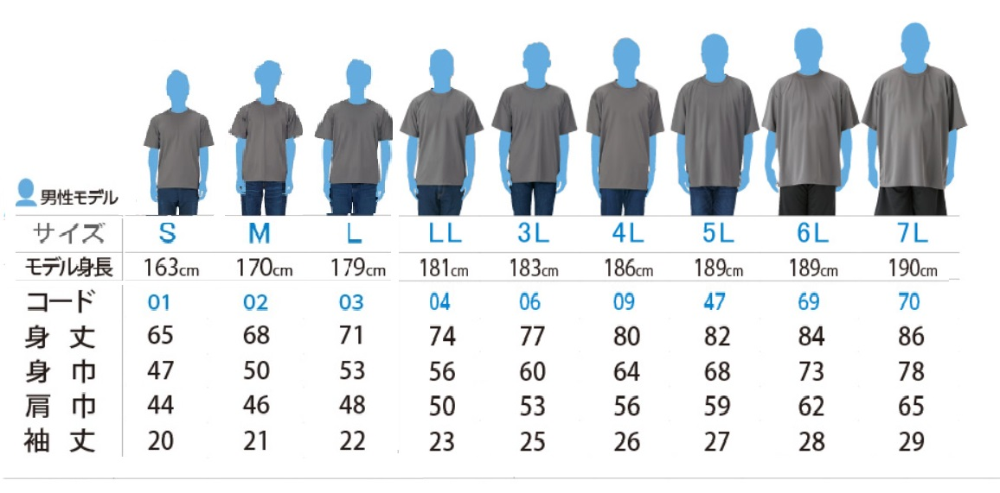 男性モデル
サイズ S M L LL 3L 4L 5L 6L 7L
モデル身長 163cm 170cm 179cm 181cm 183cm 186cm 189cm 189cm 190cm
コード 01 02 03 04 06 09 47 69 70
身丈 65 68 71 74 77 80 82 84 86
身巾 47 50 53 56 60 64 68 73 78
肩巾 44 46 48 50 53 56 59 62 65
袖丈 20 21 22 23 25 26 27 28 29